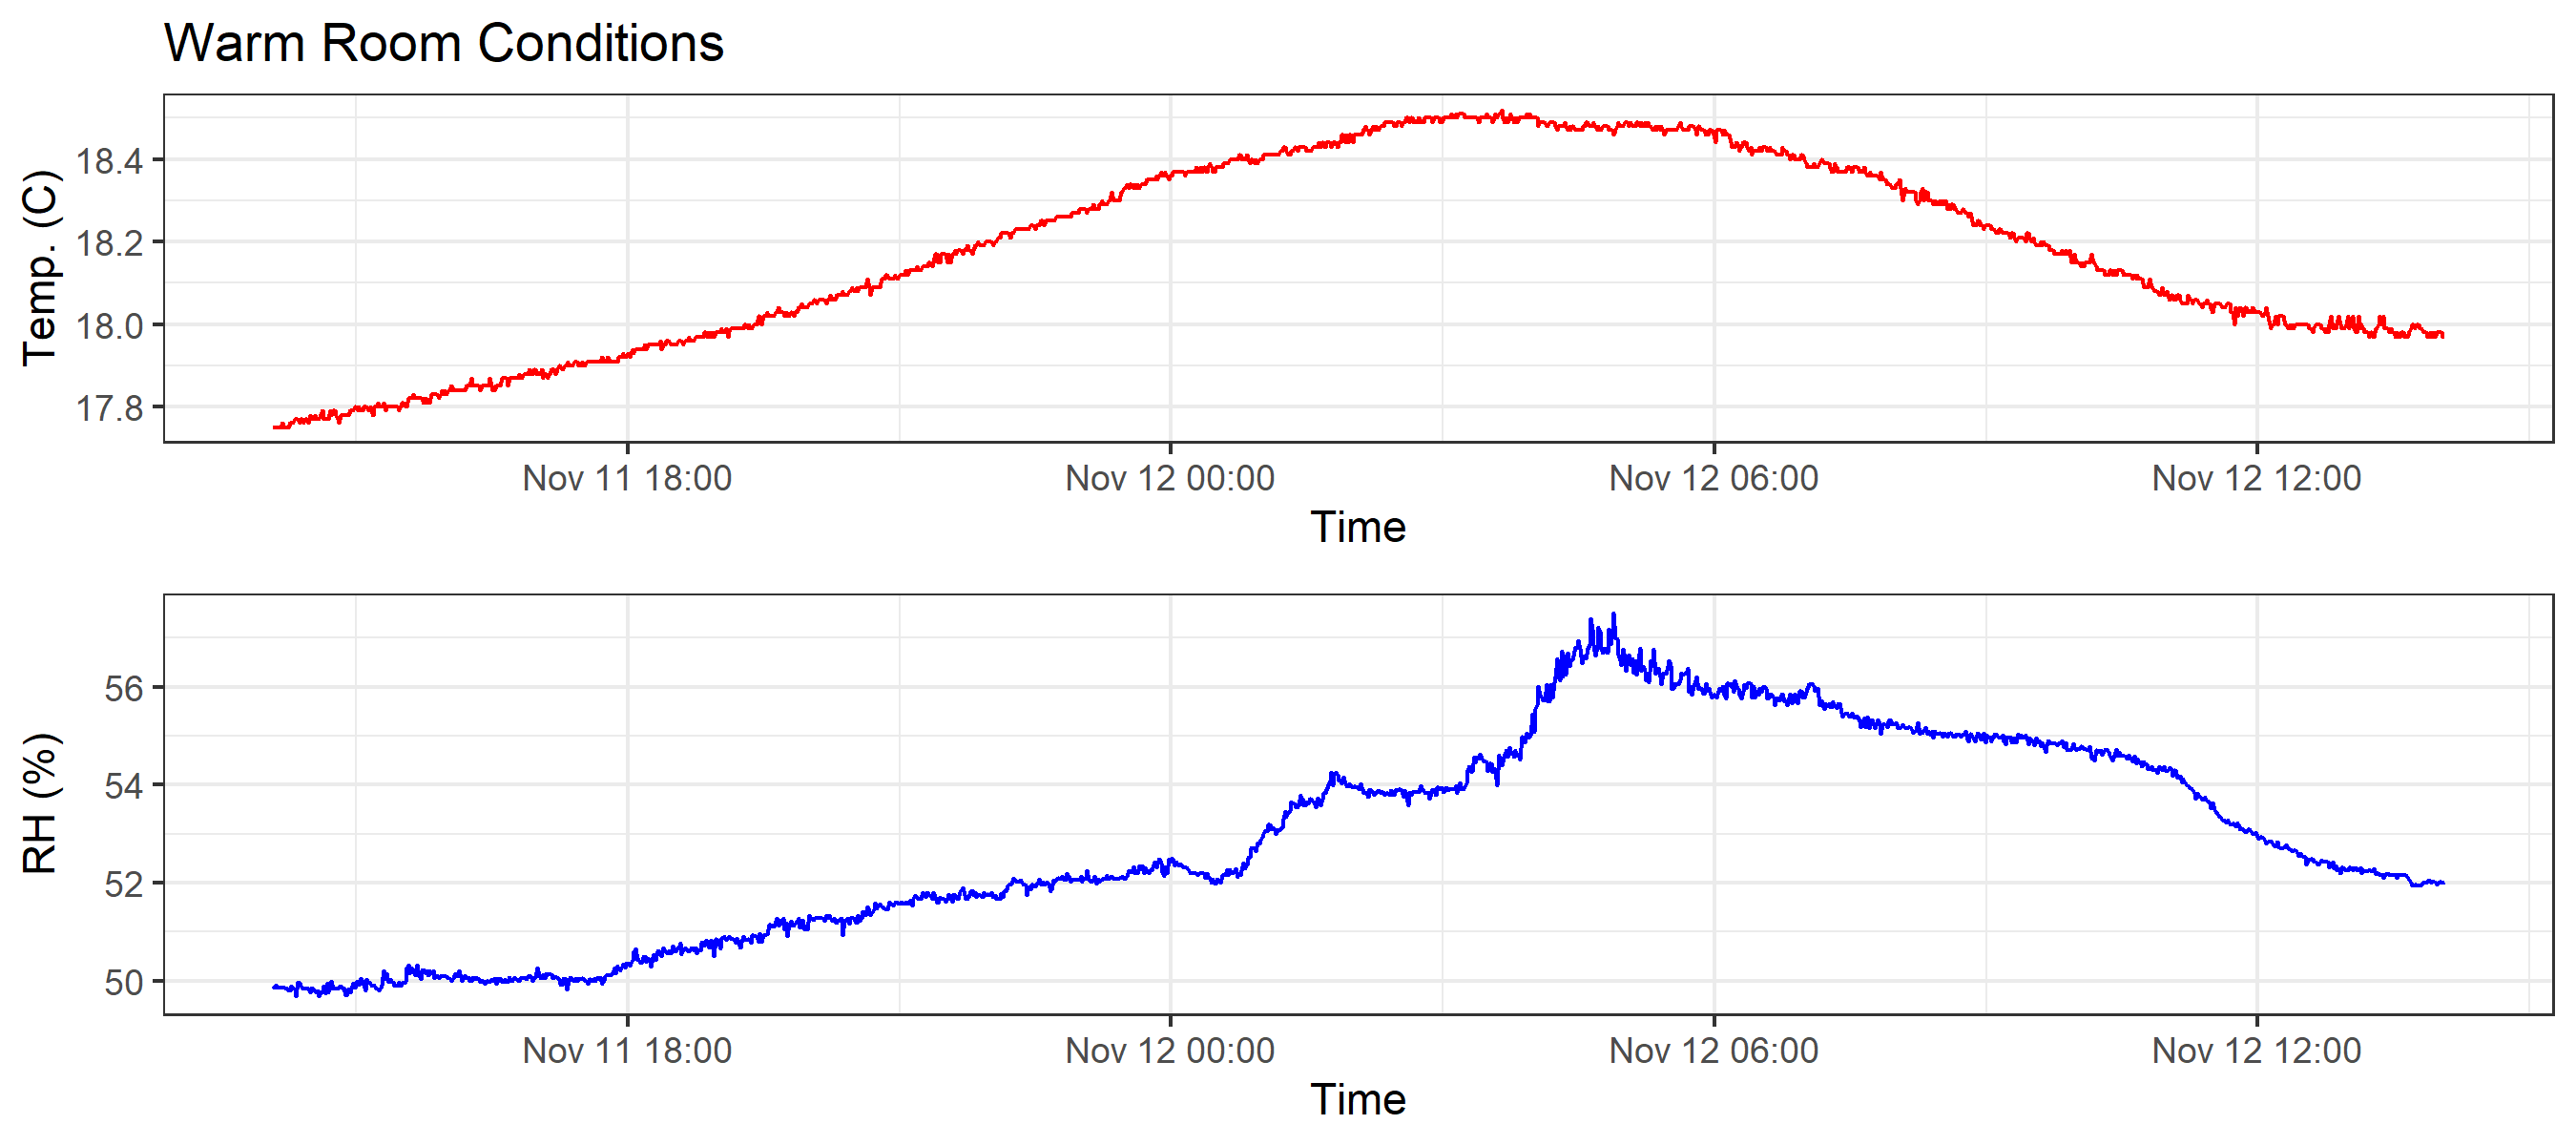 Warm Room Conditions
Temp. (C)
18.4
18.2
18.0
17.8
Nov 11 18:00 Nov 12 00:00 Nov 12 06:00 Nov 12 12:00
Time
RH (%)
56
54
52
50
Nov 11 18:00 Nov 12 00:00 Nov 12 06:00 Nov 12 12:00
Time